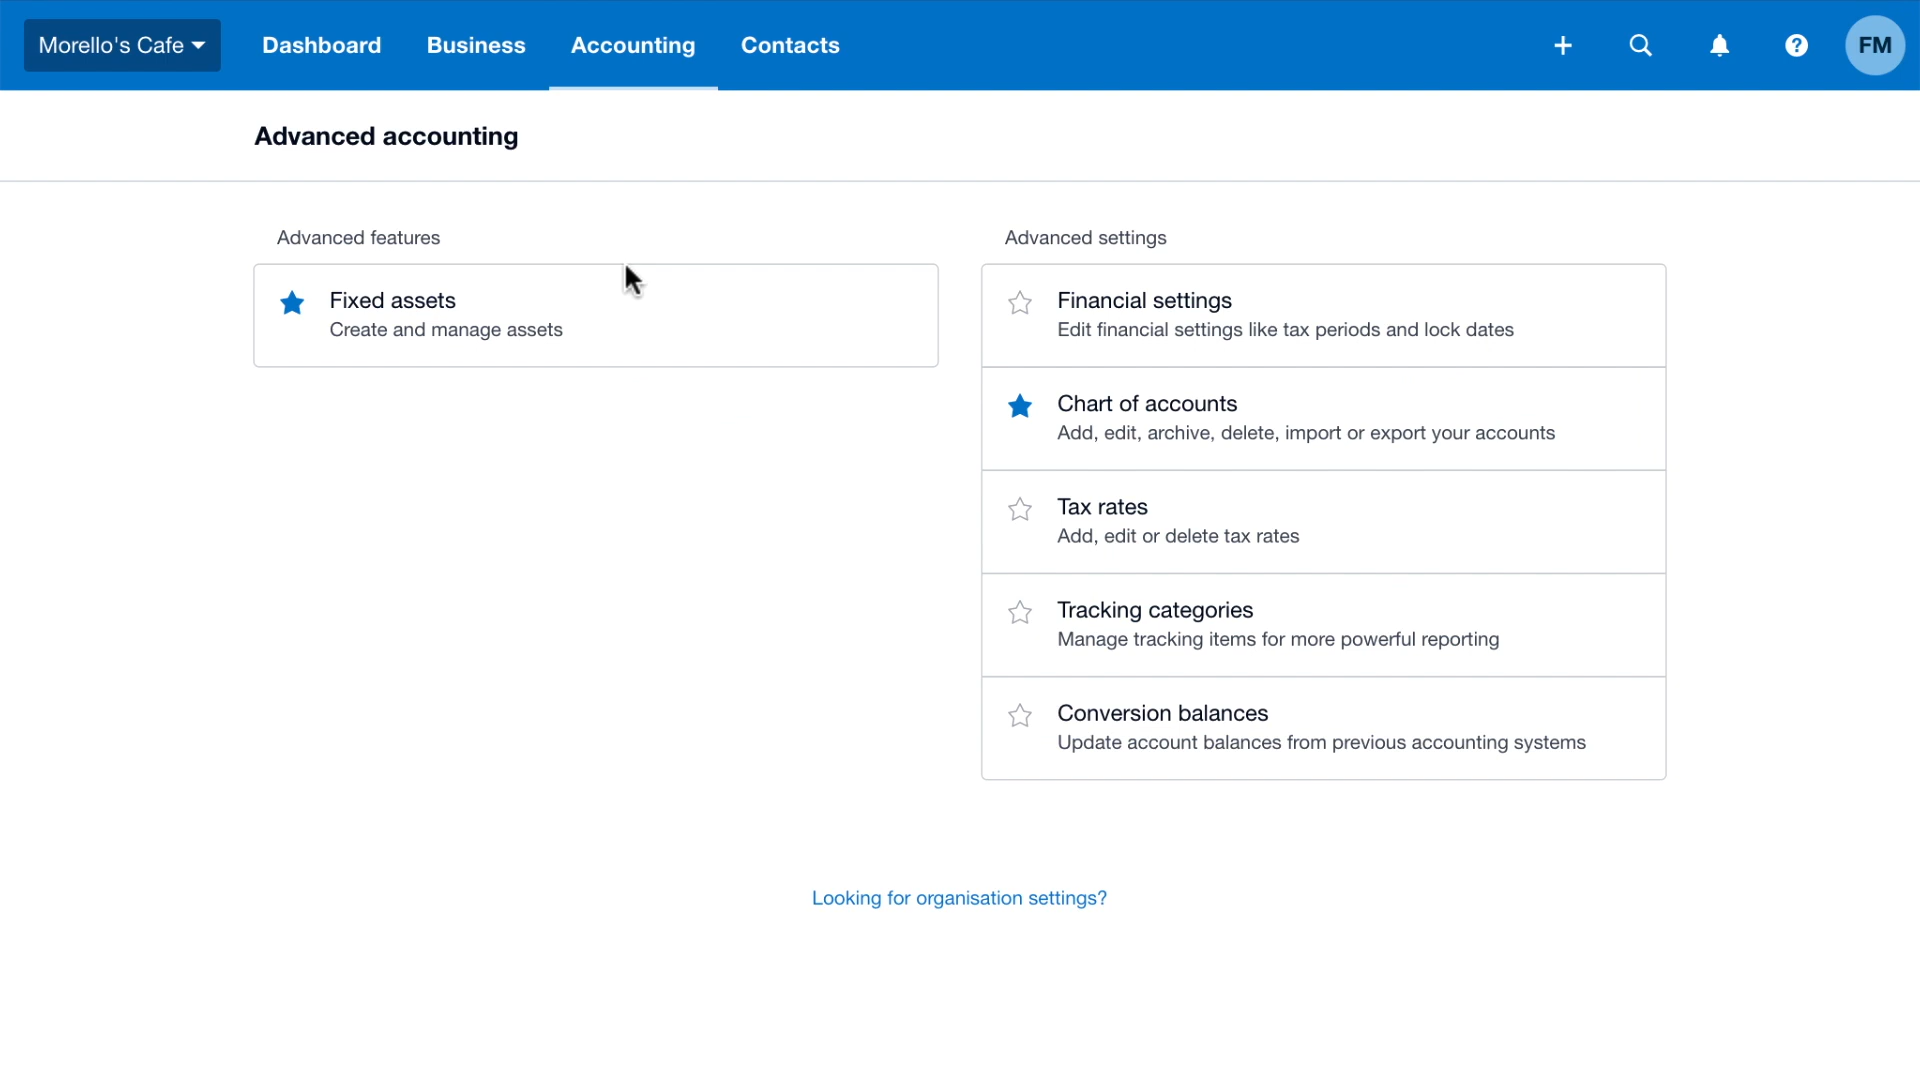 Morello's Cafe
Dashboard
Business
Accounting
Contacts
FM
Advanced accounting
Advanced features
Fixed assets
Create and manage assets
Advanced settings
Financial settings
Edit financial settings like tax periods and lock dates
Chart of accounts
Add, edit, archive, delete, import or export your accounts
Tax rates
Add, edit or delete tax rates
Tracking categories
Manage tracking items for more powerful reporting
Conversion balances
Update account balances from previous accounting systems
Looking for organisation settings?